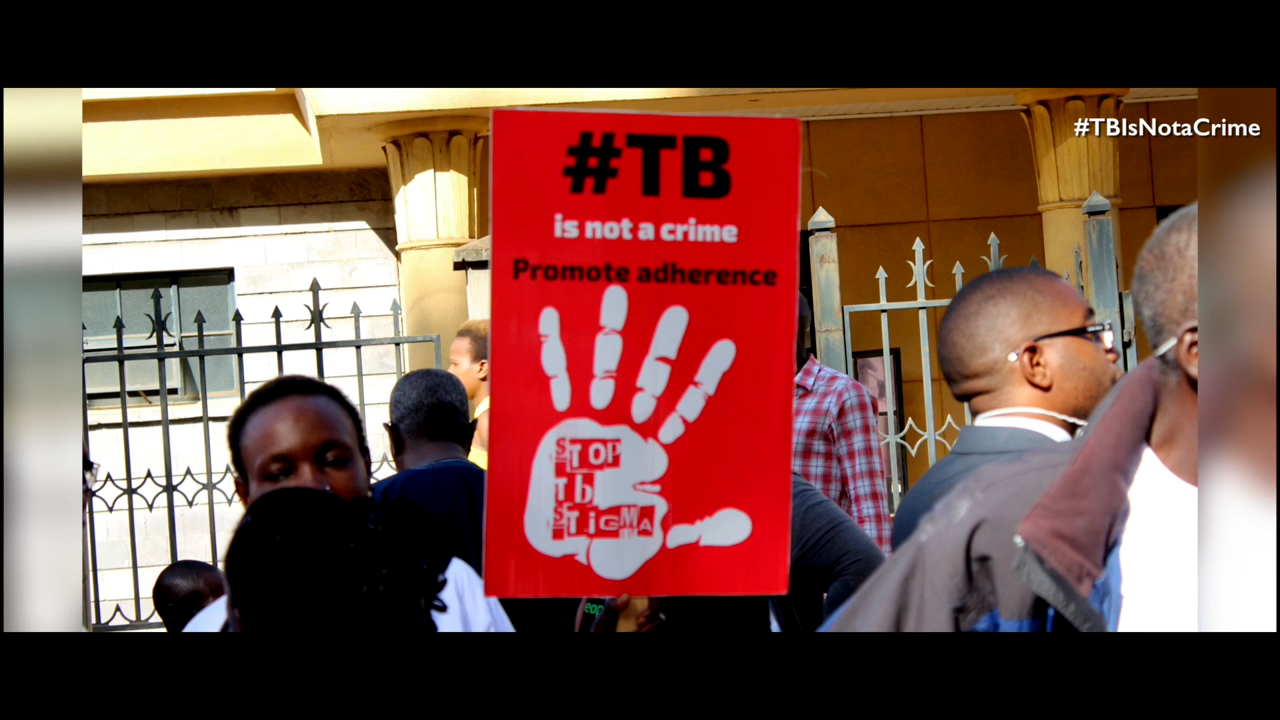 #TBIsNotaCrime
#TB
is not a crime
Promote adherence
STOP
Tb
STiGMA